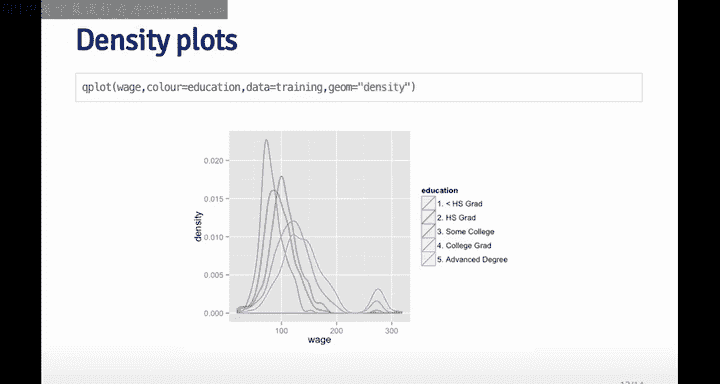 Density plots
qplot(wage,colour=education,data=training,geom="density")
0.020
0.015
0.010
0.005
0.000
density
100
200
300
wage
education
1. < HS Grad
2. HS Grad
3. Some College
4. College Grad
5. Advanced Degree